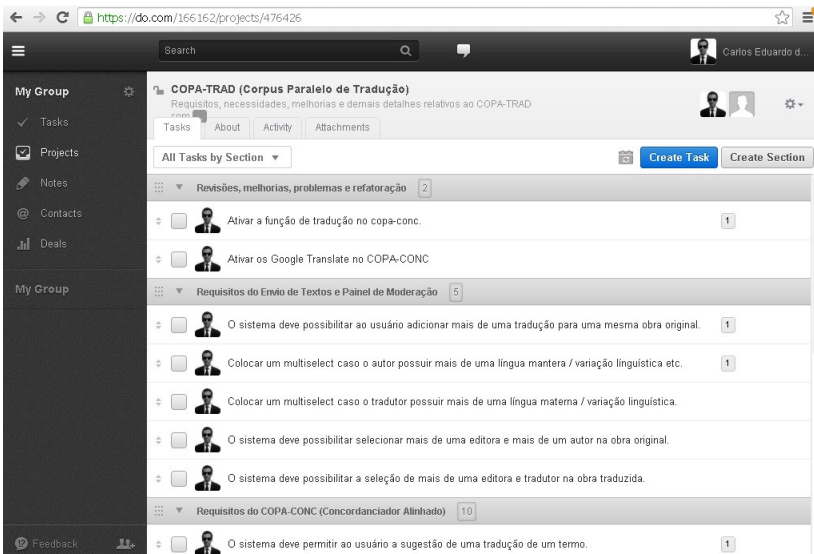 https://do.com/166162/projects/476426
Search
Carlos Eduardo d...
My Group
Tasks
Projects
Notes
@ Contacts
Deals
My Group
Feedback
COPA-TRAD (Corpus Paralelo de Tradução)
Requisitos, necessidades, melhorias e demais detalhes relativos ao COPA-TRAD
com
Tasks About Activity Attachments
All Tasks by Section Create Task Create Section
Revisões, melhorias, problemas e refatoração 2
Ativar a função de tradução no copa-conc. 1
Ativar os Google Translate no COPA-CONC
Requisitos do Envio de Textos e Painel de Moderação 5
O sistema deve possibilitar ao usuário adicionar mais de uma tradução para uma mesma obra original. 1
Colocar um multiselect caso o autor possuir mais de uma língua mantera / variação línguística etc. 1
Colocar um multiselect caso o tradutor possuir mais de uma língua materna / variação linguística.
O sistema deve possibilitar selecionar mais de uma editora e mais de um autor na obra original.
O sistema deve possibilitar a seleção de mais de uma editora e tradutor na obra traduzida.
Requisitos do COPA-CONC (Concordanciador Alinhado) 10
O sistema deve permitir ao usuário a sugestão de uma tradução de um termo. 1